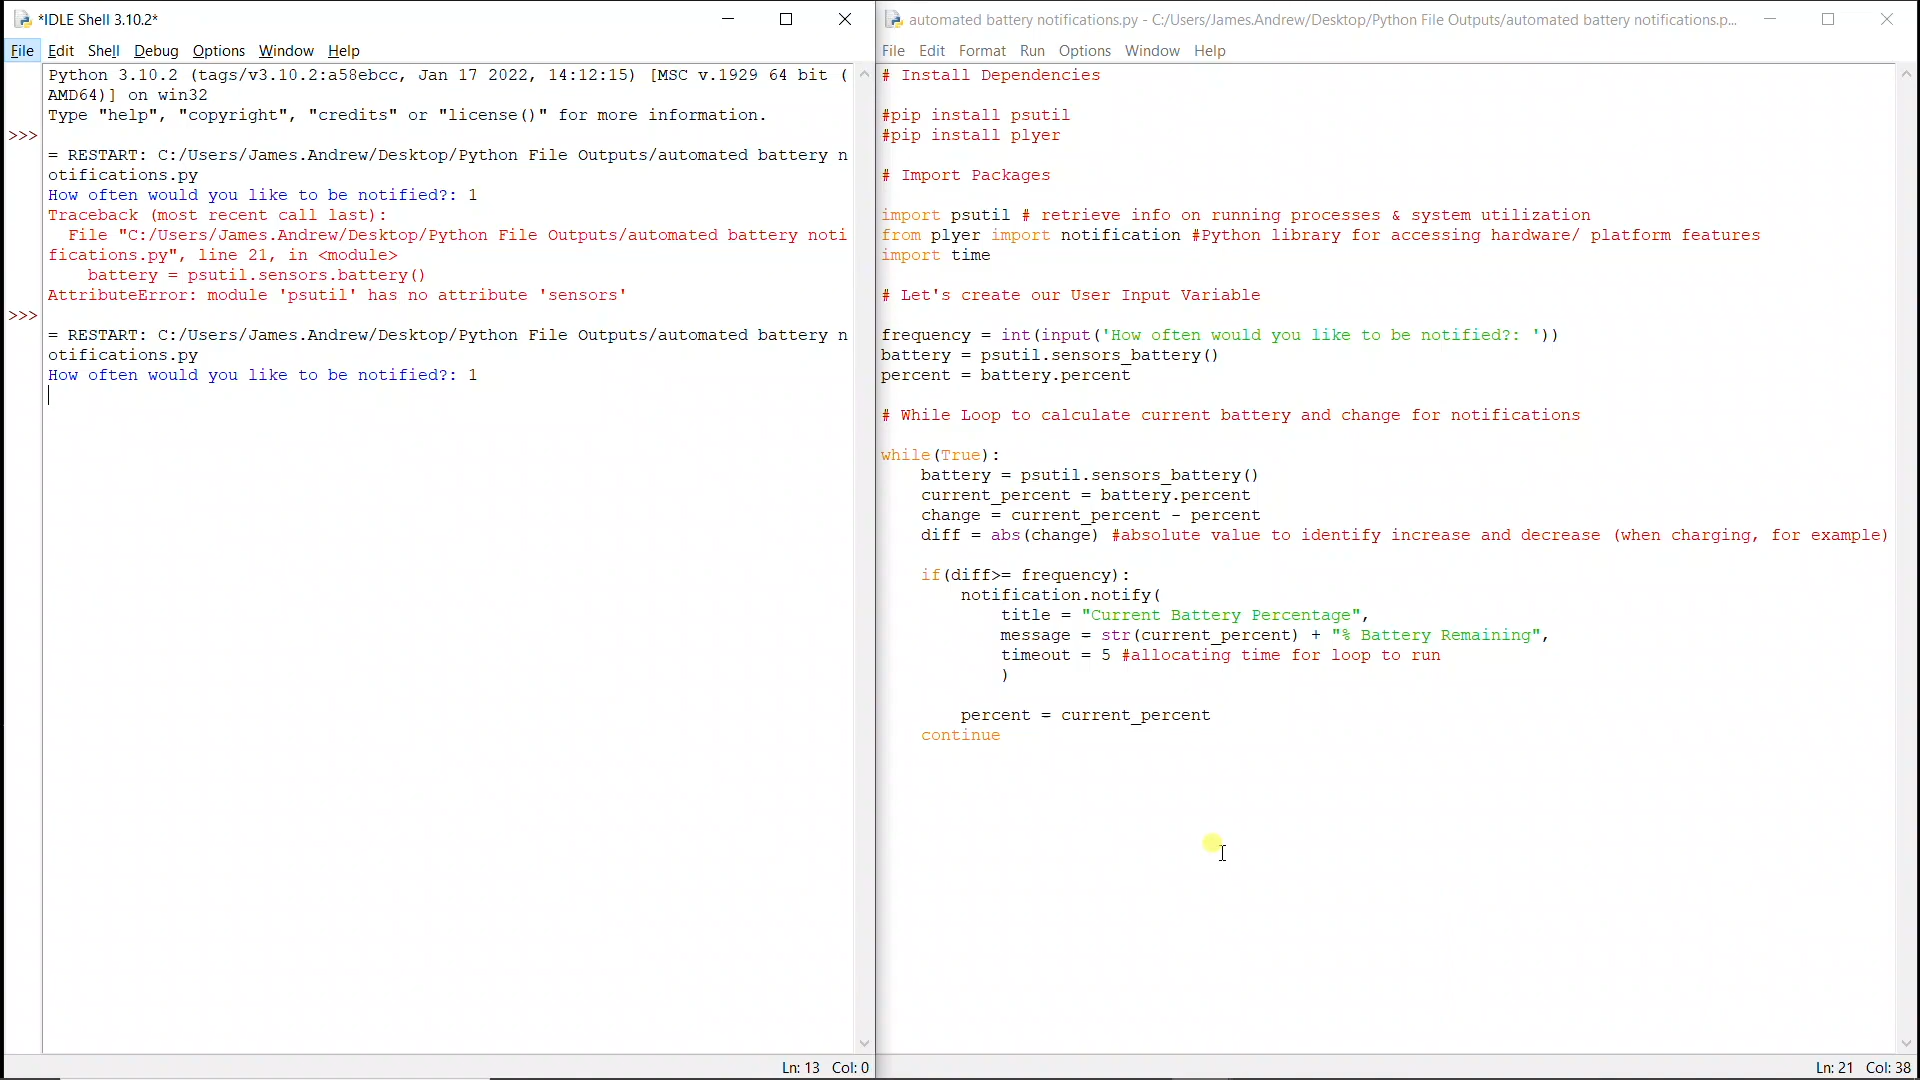 *IDLE Shell 3.10.2*
File Edit Shell Debug Options Window Help
Python 3.10.2 (tags/v3.10.2:a58ebcc, Jan 17 2022, 14:12:15) [MSC v.1929 64 bit (
AMD64)] on win32
Type "help", "copyright", "credits" or "license()" for more information.
>>>
= RESTART: C:/Users/James.Andrew/Desktop/Python File Outputs/automated battery n
otifications.py
How often would you like to be notified?: 1
Traceback (most recent call last):
  File "C:/Users/James.Andrew/Desktop/Python File Outputs/automated battery noti
fications.py", line 21, in <module>
    battery = psutil.sensors.battery()
AttributeError: module 'psutil' has no attribute 'sensors'
>>>
= RESTART: C:/Users/James.Andrew/Desktop/Python File Outputs/automated battery n
otifications.py
How often would you like to be notified?: 1
Ln: 13 Col: 0
automated battery notifications.py - C:/Users/James.Andrew/Desktop/Python File Outputs/automated battery notifications.p...
File Edit Format Run Options Window Help
# Install Dependencies
#pip install psutil
#pip install plyer
# Import Packages
import psutil # retrieve info on running processes & system utilization
from plyer import notification #Python library for accessing hardware/ platform features
import time
# Let's create our User Input Variable
frequency = int(input('How often would you like to be notified?: '))
battery = psutil.sensors_battery()
percent = battery.percent
# While Loop to calculate current battery and change for notifications
while(True):
    battery = psutil.sensors_battery()
    current_percent = battery.percent
    change = current_percent - percent
    diff = abs(change) #absolute value to identify increase and decrease (when charging, for example)
    if(diff>= frequency):
        notification.notify(
            title = "Current Battery Percentage",
            message = str(current_percent) + "% Battery Remaining",
            timeout = 5 #allocating time for loop to run
            )
        percent = current_percent
    continue
Ln: 21 Col: 38